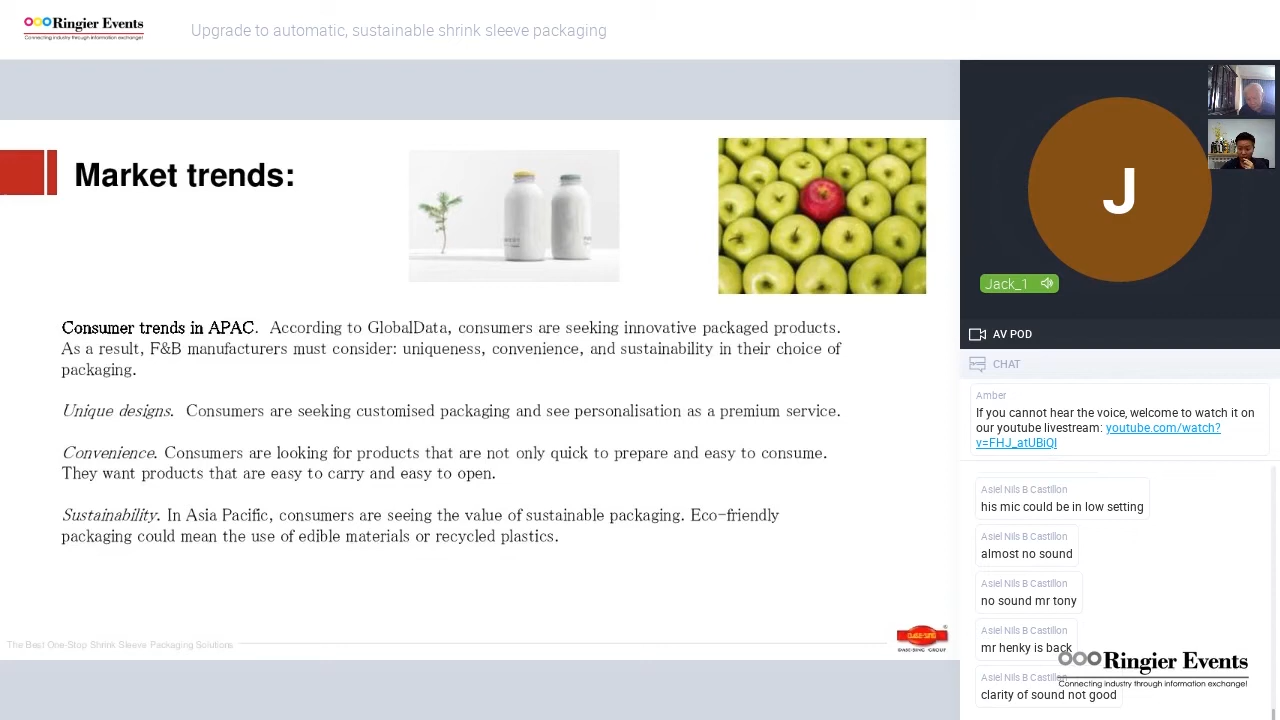 Ringier Events
Connecting industry through information exchange!
Upgrade to automatic, sustainable shrink sleeve packaging
Market trends:
Consumer trends in APAC. According to GlobalData, consumers are seeking innovative packaged products.
As a result, F&B manufacturers must consider: uniqueness, convenience, and sustainability in their choice of
packaging.
Unique designs. Consumers are seeking customised packaging and see personalisation as a premium service.
Convenience. Consumers are looking for products that are not only quick to prepare and easy to consume.
They want products that are easy to carry and easy to open.
Sustainability. In Asia Pacific, consumers are seeing the value of sustainable packaging. Eco-friendly
packaging could mean the use of edible materials or recycled plastics.
The Best One-Stop Shrink Sleeve Packaging Solutions
DASE-SING
®
DASE-SING GROUP
J
Jack_1
AV POD
CHAT
Amber
If you cannot hear the voice, welcome to watch it on
our youtube livestream: youtube.com/watch?
v=FHJ_atUBiQI
Asiel Nils B Castillon
his mic could be in low setting
Asiel Nils B Castillon
almost no sound
Asiel Nils B Castillon
no sound mr tony
Asiel Nils B Castillon
mr henky is back
Asiel Nils B Castillon
clarity of sound not good
Ringier Events
Connecting industry through information exchange!